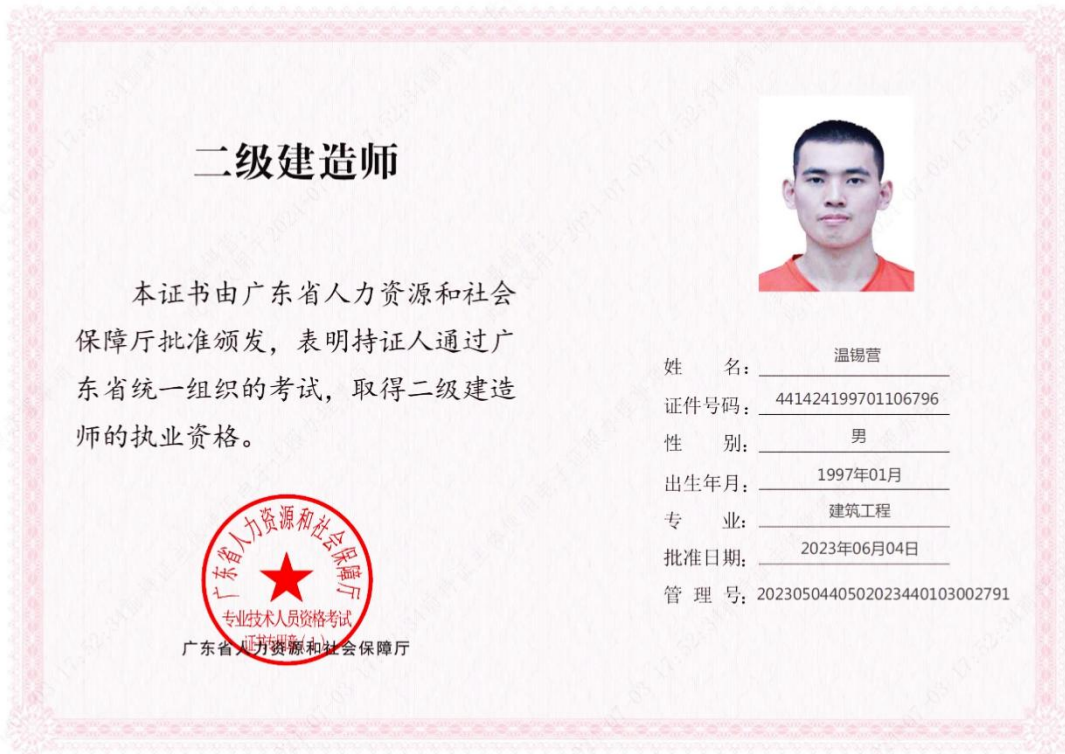 二级建造师
本证书由广东省人力资源和社会
保障厅批准颁发，表明持证人通过广
东省统一组织的考试，取得二级建造
师的执业资格。
广东省人力资源和社会保障厅
专业技术人员资格考试
证书专用章(1)
广东省人力资源和社会保障厅
姓 名：温锡营
证件号码：441424199701106796
性 别：男
出生年月：1997年01月
专 业：建筑工程
批准日期：2023年06月04日
管 理 号：2023050440502023440103002791